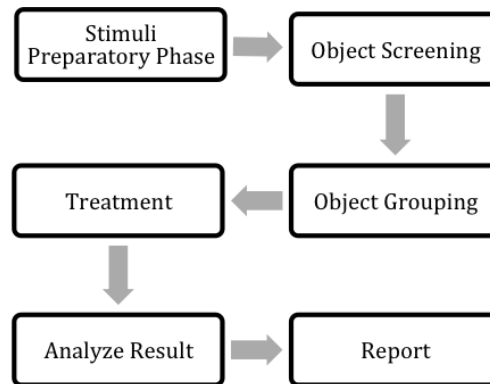 Stimuli
Preparatory Phase
Object Screening
Object Grouping
Treatment
Analyze Result
Report